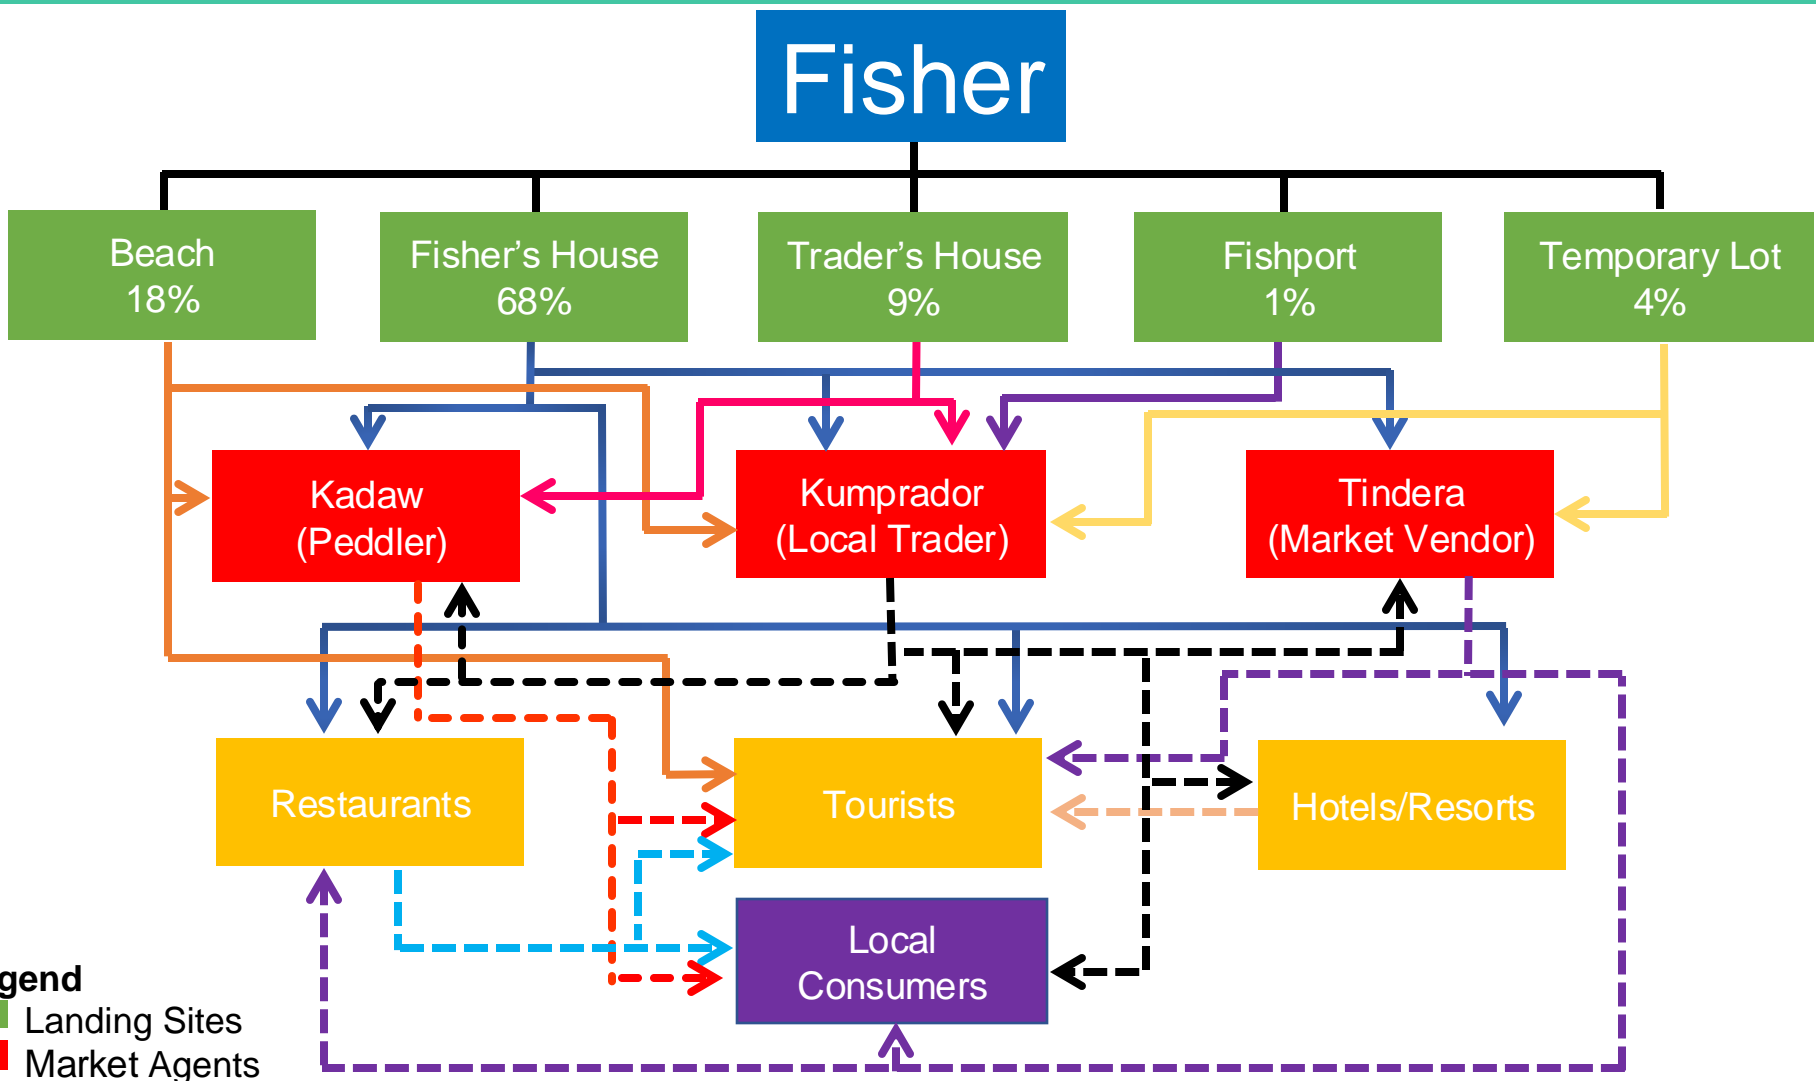 Fisher
Beach
18%
Fisher's House
68%
Trader's House
9%
Fishport
1%
Temporary Lot
4%
Kadaw
(Peddler)
Kumprador
(Local Trader)
Tindera
(Market Vendor)
Restaurants
Tourists
Hotels/Resorts
Local
Consumers
gend
Landing Sites
Market Agents